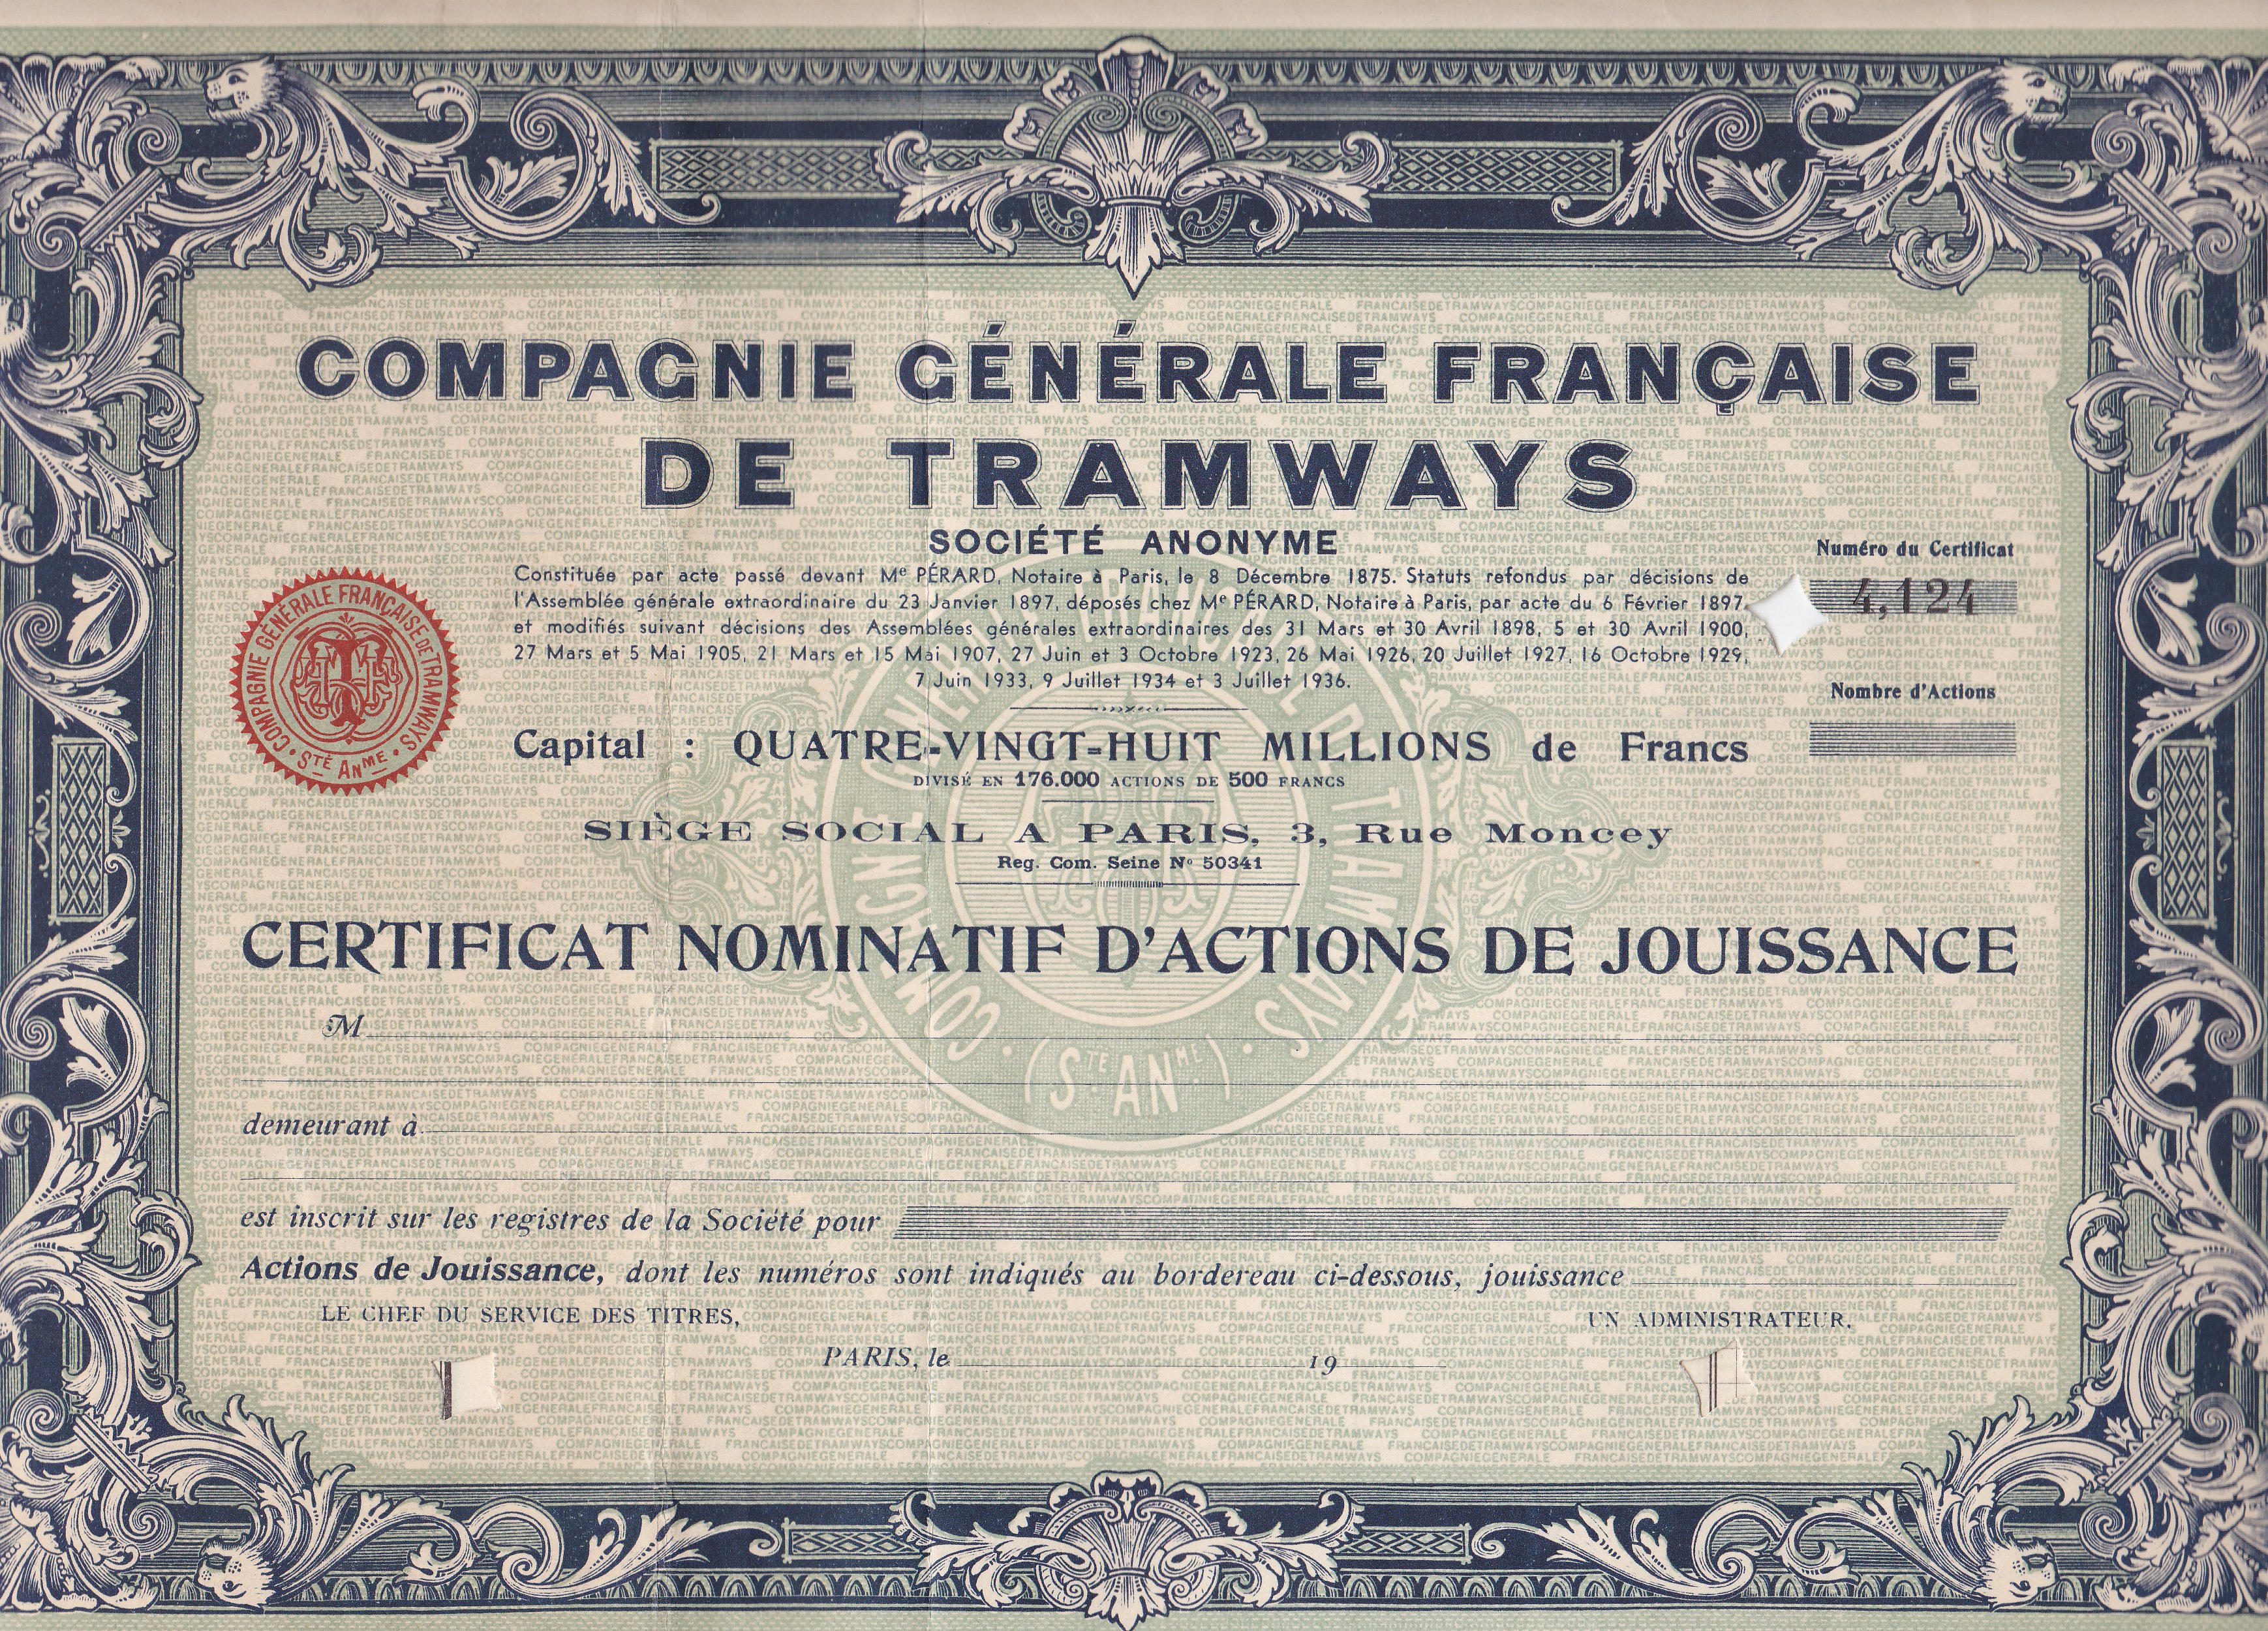 COMPAGNIE GÉNÉRALE FRANÇAISE
DE TRAMWAYS
SOCIÉTÉ ANONYME
Constituée par acte passé devant Me PÉRARD, Notaire à Paris, le 8 Décembre 1875. Statuts refondus par décisions de
l'Assemblée générale extraordinaire du 23 Janvier 1897, déposés chez Me PÉRARD, Notaire à Paris, par acte du 6 Février 1897,
et modifiés suivant décisions des Assemblées générales extraordinaires des 31 Mars et 30 Avril 1898, 5 et 30 Avril 1900,
27 Mars et 5 Mai 1905, 21 Mars et 15 Mai 1907, 27 Juin et 3 Octobre 1923, 26 Mai 1926, 20 Juillet 1927, 16 Octobre 1929,
7 Juin 1933, 9 Juillet 1934 et 3 Juillet 1936.
Numéro du Certificat
4,124
Nombre d'Actions
COMPAGNIE GÉNÉRALE FRANÇAISE DE TRAMWAYS
STÉ ANME
Capital : QUATRE-VINGT-HUIT MILLIONS de Francs
DIVISÉ EN 176.000 ACTIONS DE 500 FRANCS
SIÈGE SOCIAL A PARIS, 3, Rue Moncey
Reg. Com. Seine No 50341
CERTIFICAT NOMINATIF D'ACTIONS DE JOUISSANCE
M
demeurant à
est inscrit sur les registres de la Société pour
Actions de Jouissance, dont les numéros sont indiqués au bordereau ci-dessous, jouissance
LE CHEF DU SERVICE DES TITRES,
UN ADMINISTRATEUR,
PARIS, le 19
COMPAGNIE GÉNÉRALE FRANÇAISE DE TRAMWAYS
(STE ANME)